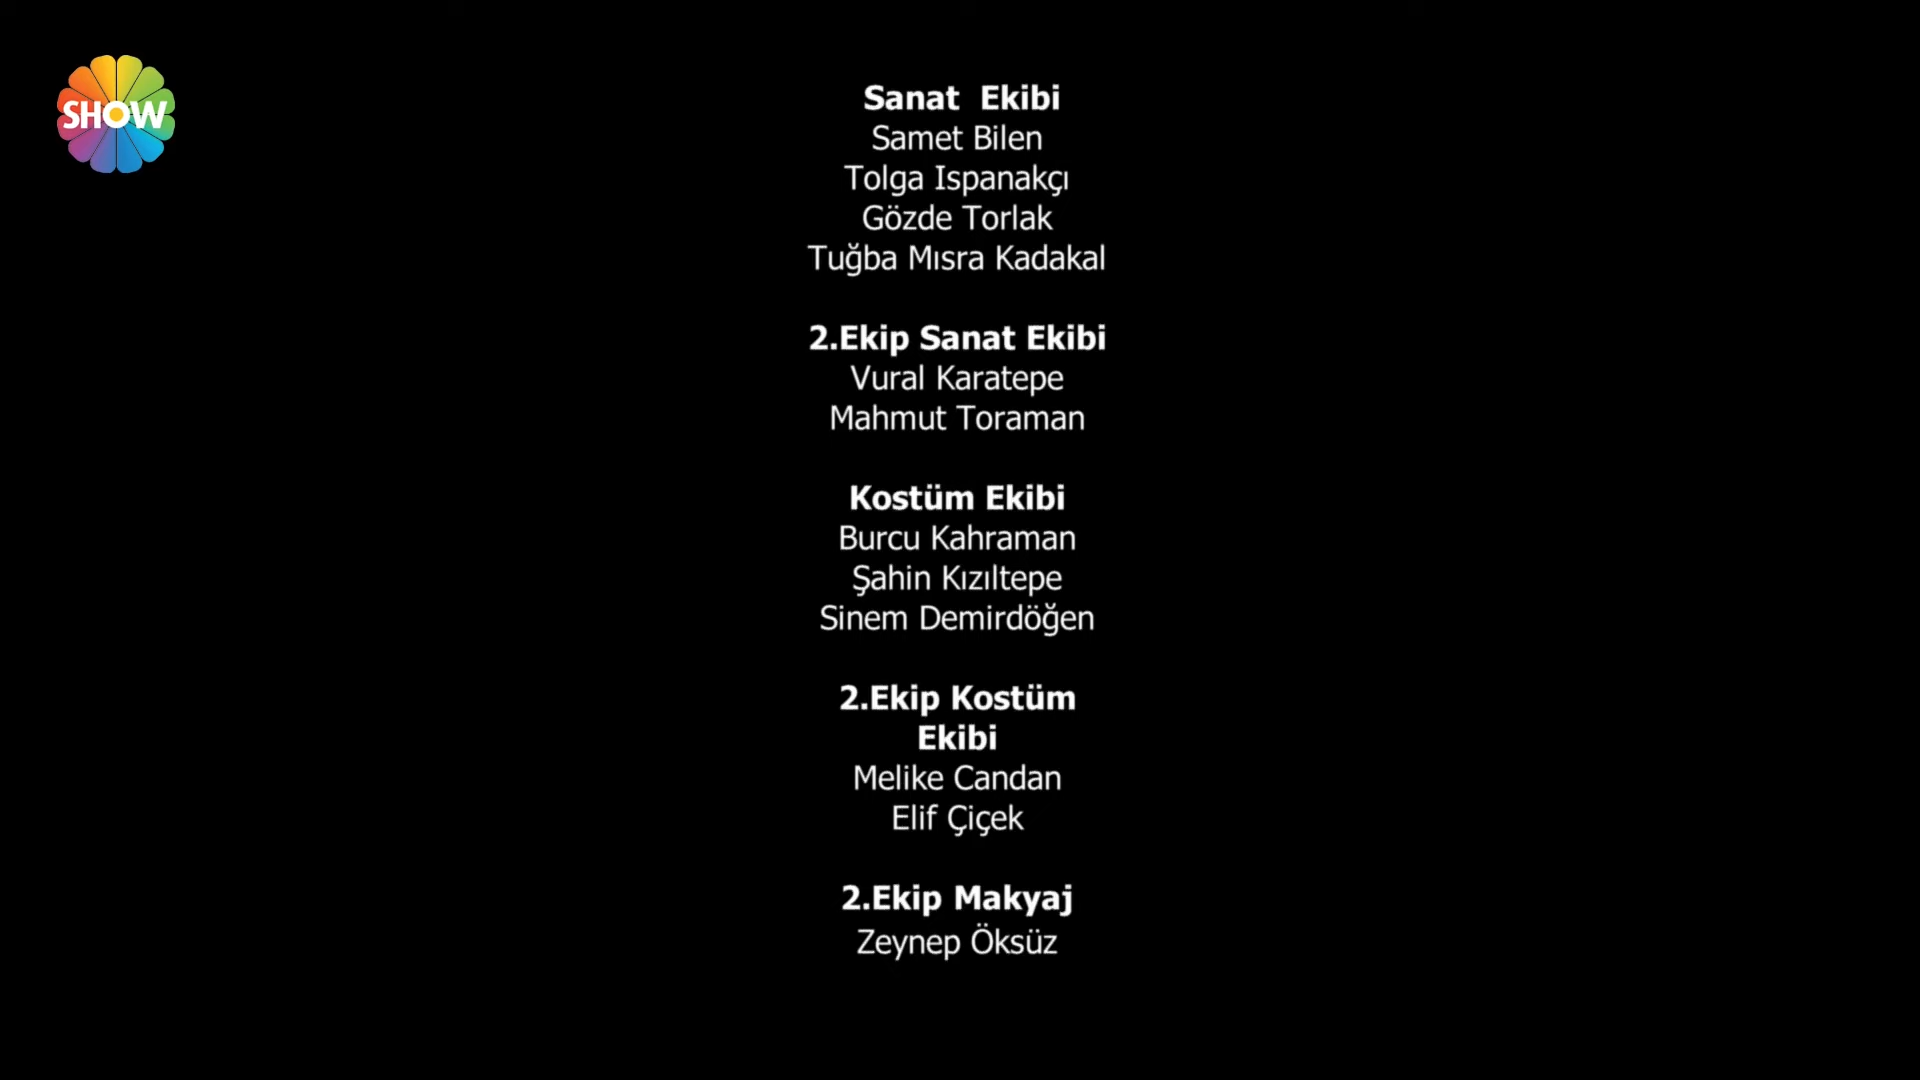 SHOW
Sanat Ekibi
Samet Bilen
Tolga Ispanakçı
Gözde Torlak
Tuğba Mısra Kadakal
2.Ekip Sanat Ekibi
Vural Karatepe
Mahmut Toraman
Kostüm Ekibi
Burcu Kahraman
Şahin Kızıltepe
Sinem Demirdöğen
2.Ekip Kostüm
Ekibi
Melike Candan
Elif Çiçek
2.Ekip Makyaj
Zeynep Öksüz